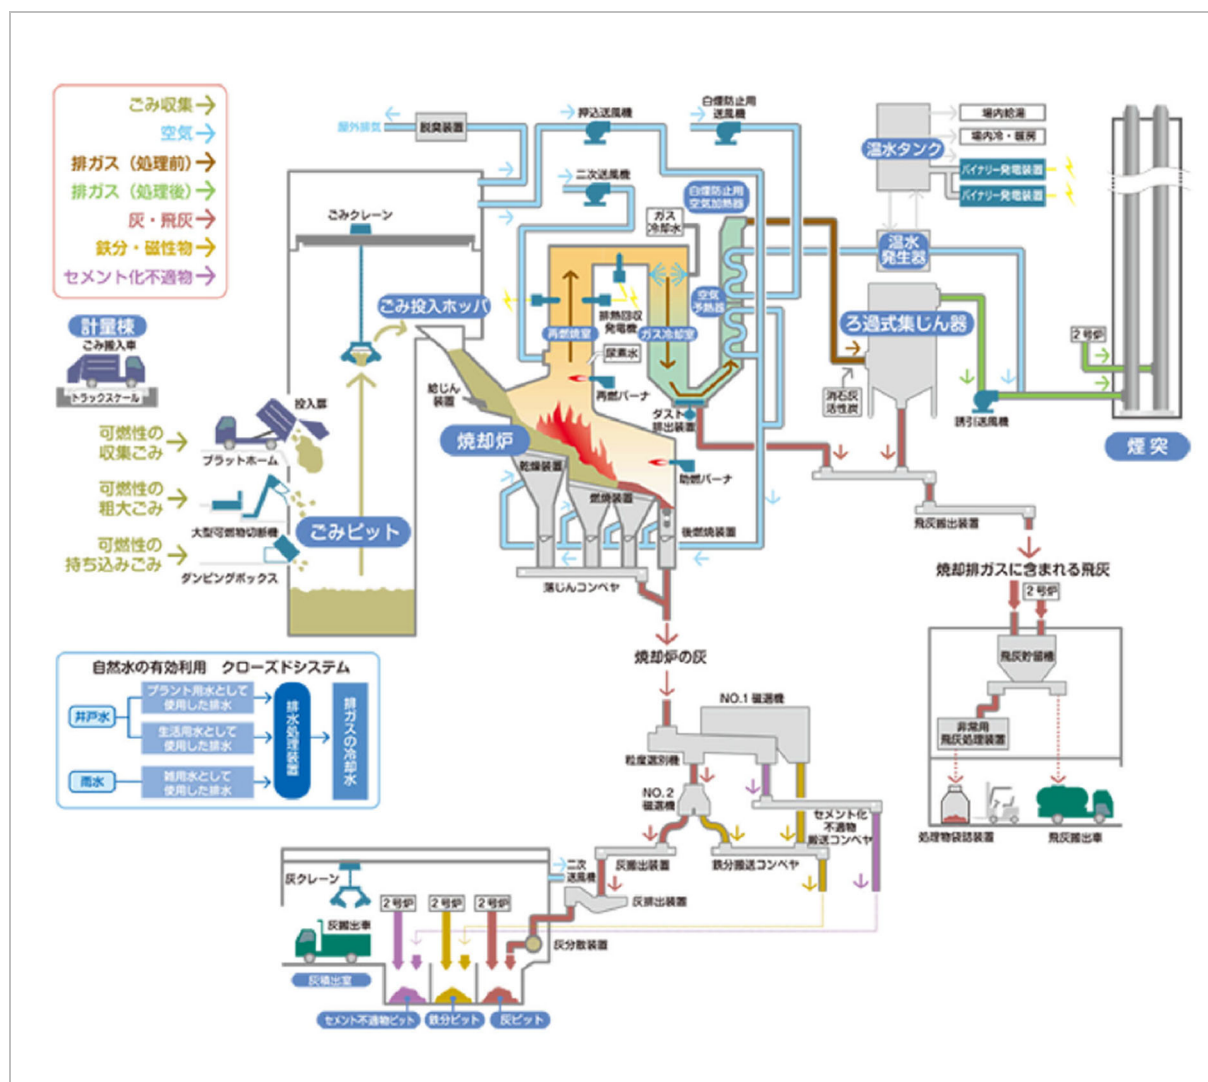 ごみ収集
空気
排ガス（処理前）
排ガス（処理後）
灰・飛灰
鉄分・磁性物
セメント化不適物
計量棟
ごみ搬入車
トラックスケール
可燃性の
収集ごみ
可燃性の
粗大ごみ
可燃性の
持ち込みごみ
投入扉
プラットホーム
大型可燃物切断機
ダンピングボックス
ごみピット
ごみクレーン
ごみ投入ホッパ
屋外排気
脱臭装置
押込送風機
二次送風機
白煙防止用
送風機
白煙防止用
空気加熱器
ガス
冷却水
空気
予熱器
再燃焼室
排熱回収
発電機
ガス冷却室
尿素水
再燃バーナ
給じん
装置
焼却炉
乾燥装置
燃焼装置
助燃バーナ
後燃焼装置
ダスト
排出装置
落じんコンベヤ
温水タンク
場内給湯
場内冷・暖房
バイナリー発電装置
バイナリー発電装置
温水
発生器
ろ過式集じん器
消石灰
活性炭
誘引送風機
2号炉
煙突
飛灰搬出装置
焼却排ガスに含まれる飛灰
2号炉
飛灰貯留槽
非常用
飛灰処理装置
処理物袋詰装置
飛灰搬出車
焼却炉の灰
NO.1 磁選機
粒度選別機
NO.2
磁選機
セメント化
不適物
搬送コンベヤ
灰搬出装置
鉄分搬送コンベヤ
灰排出装置
灰分散装置
二次
送風機
灰クレーン
灰搬出車
灰積出室
2号炉
2号炉
2号炉
セメント不適物ピット
鉄分ピット
灰ピット
自然水の有効利用　クローズドシステム
井戸水
プラント用水として
使用した排水
生活用水として
使用した排水
雨水
雑用水として
使用した排水
排水処理装置
排ガスの冷却水